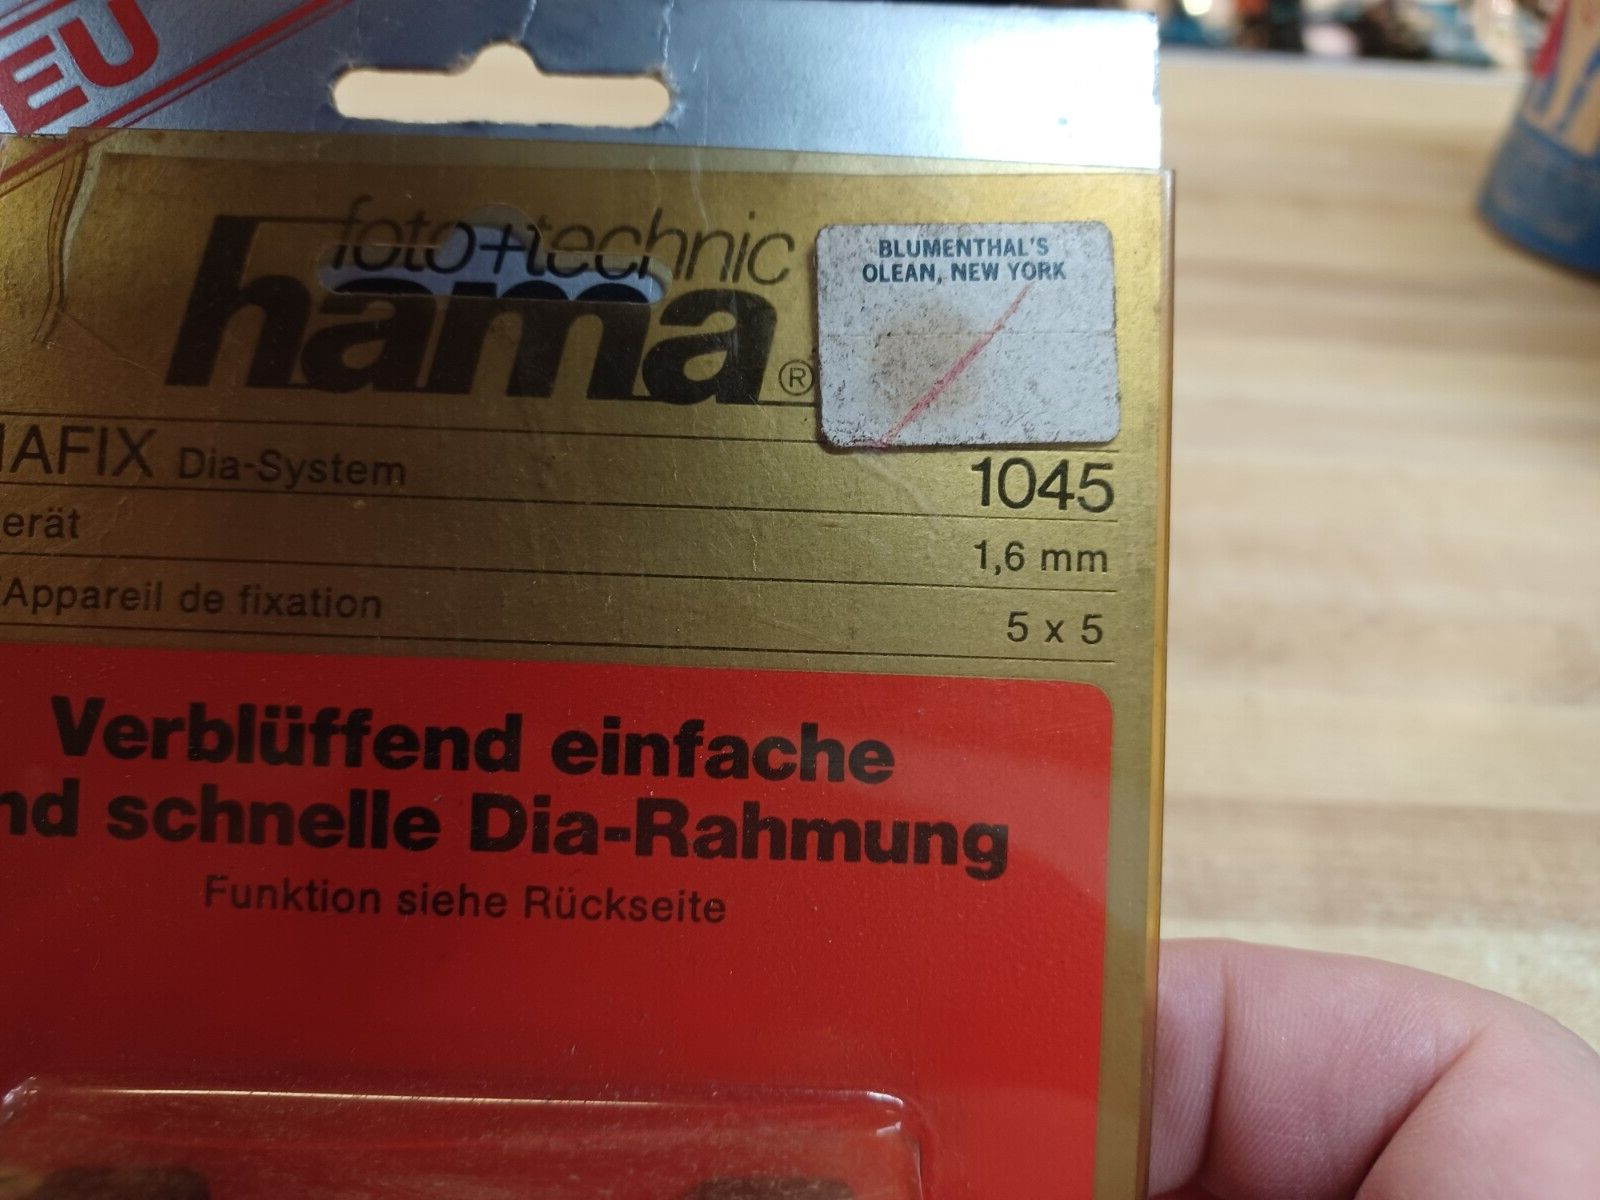 EU
foto+technic
hama®
BLUMENTHAL'S
OLEAN, NEW YORK
AFIX Dia-System 1045
erät 1,6 mm
Appareil de fixation 5 x 5
Verblüffend einfache
nd schnelle Dia-Rahmung
Funktion siehe Rückseite